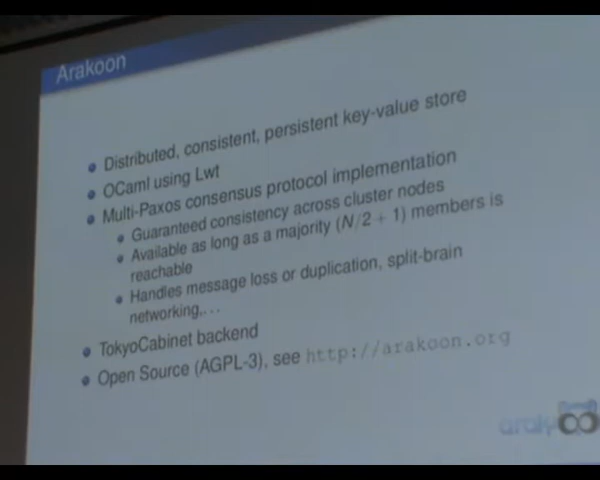 Arakoon
Distributed, consistent, persistent key-value store
OCaml using Lwt
Multi-Paxos consensus protocol implementation
Guaranteed consistency across cluster nodes
Available as long as a majority (N/2 + 1) members is
reachable
Handles message loss or duplication, split-brain
networking,...
TokyoCabinet backend
Open Source (AGPL-3), see http://arakoon.org